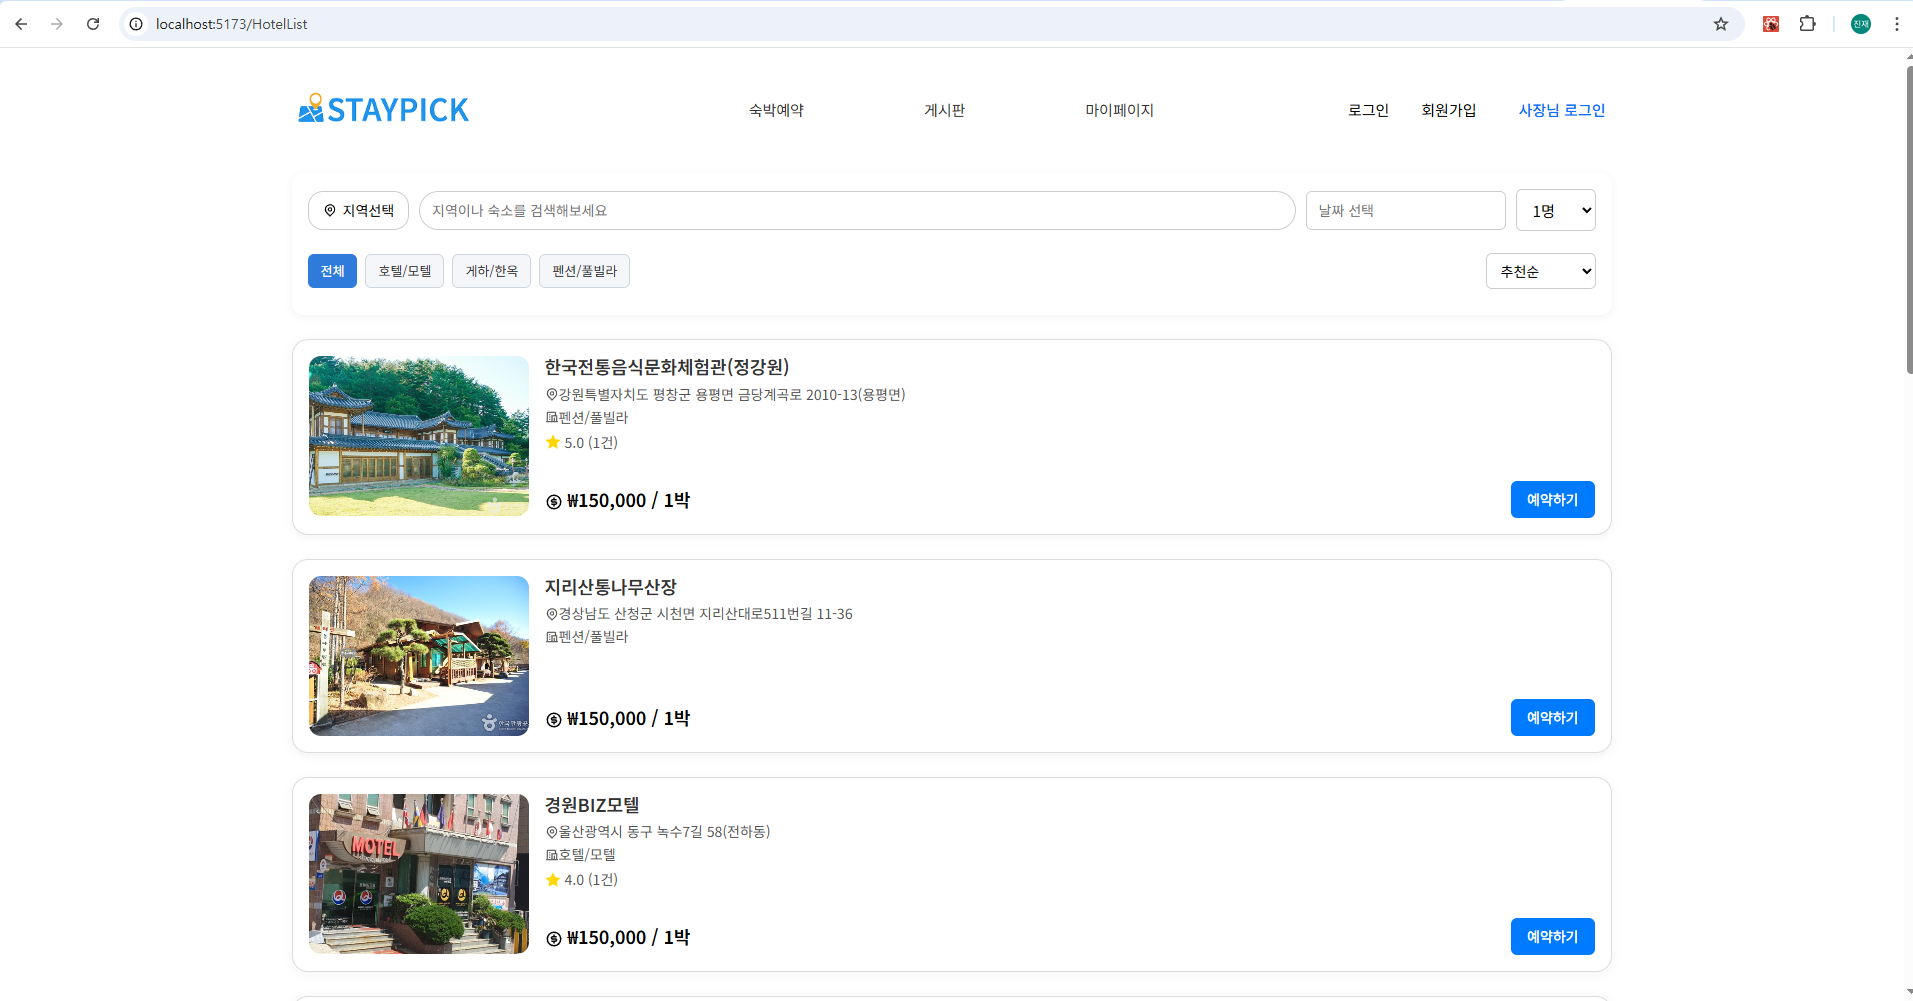 localhost:5173/HotelList
진재
STAYPICK
숙박예약
게시판
마이페이지
로그인
회원가입
사장님 로그인
지역선택
지역이나 숙소를 검색해보세요
날짜 선택
1명
전체
호텔/모텔
게하/한옥
펜션/풀빌라
추천순
한국전통음식문화체험관(정강원)
강원특별자치도 평창군 용평면 금당계곡로 2010-13(용평면)
펜션/풀빌라
5.0 (1건)
₩150,000 / 1박
예약하기
지리산통나무산장
경상남도 산청군 시천면 지리산대로511번길 11-36
펜션/풀빌라
₩150,000 / 1박
예약하기
경원BIZ모텔
울산광역시 동구 녹수7길 58(전하동)
호텔/모텔
4.0 (1건)
MOTEL
₩150,000 / 1박
예약하기